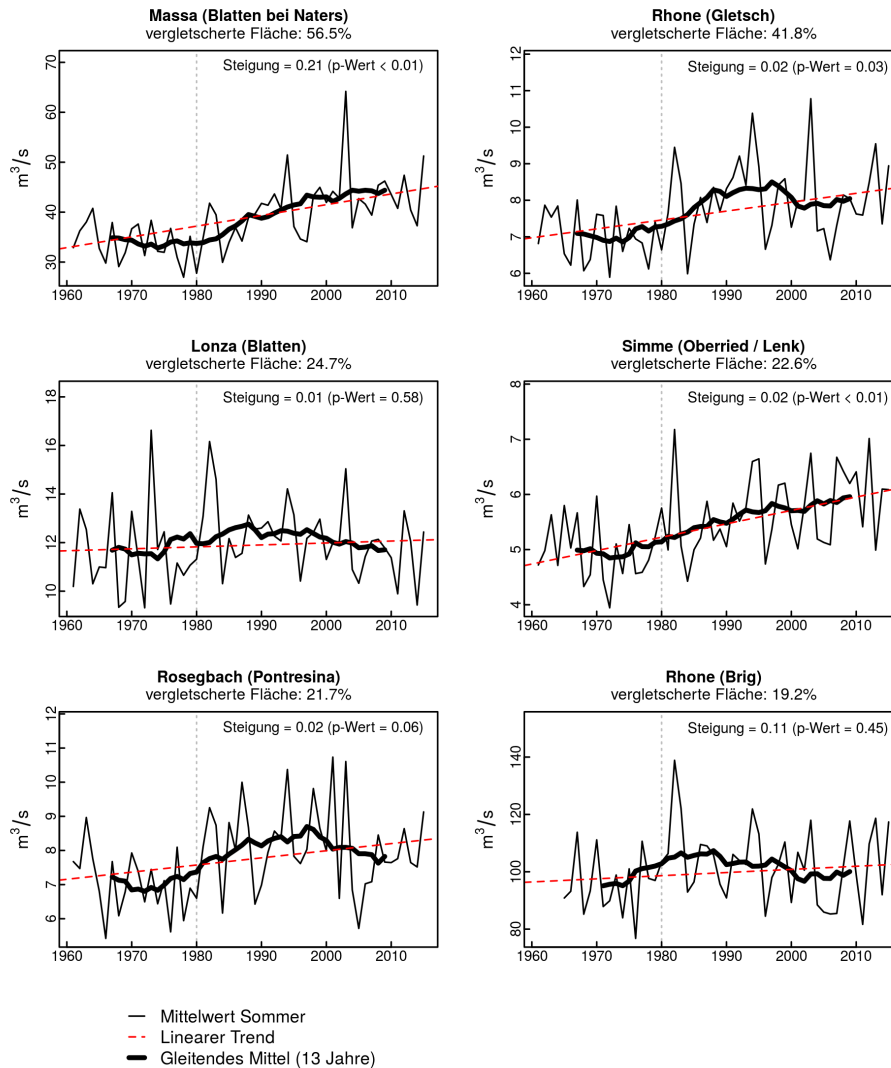 Massa (Blatten bei Naters)
vergletscherte Fläche: 56.5%
Steigung = 0.21 (p-Wert < 0.01)
m³/s
70
60
50
40
30
1960 1970 1980 1990 2000 2010
Rhone (Gletsch)
vergletscherte Fläche: 41.8%
Steigung = 0.02 (p-Wert = 0.03)
m³/s
12
11
10
9
8
7
6
1960 1970 1980 1990 2000 2010
Lonza (Blatten)
vergletscherte Fläche: 24.7%
Steigung = 0.01 (p-Wert = 0.58)
m³/s
18
16
14
12
10
1960 1970 1980 1990 2000 2010
Simme (Oberried / Lenk)
vergletscherte Fläche: 22.6%
Steigung = 0.02 (p-Wert < 0.01)
m³/s
8
7
6
5
4
1960 1970 1980 1990 2000 2010
Rosegbach (Pontresina)
vergletscherte Fläche: 21.7%
Steigung = 0.02 (p-Wert = 0.06)
m³/s
12
11
10
9
8
7
6
1960 1970 1980 1990 2000 2010
Rhone (Brig)
vergletscherte Fläche: 19.2%
Steigung = 0.11 (p-Wert = 0.45)
m³/s
140
120
100
80
1960 1970 1980 1990 2000 2010
Mittelwert Sommer
Linearer Trend
Gleitendes Mittel (13 Jahre)